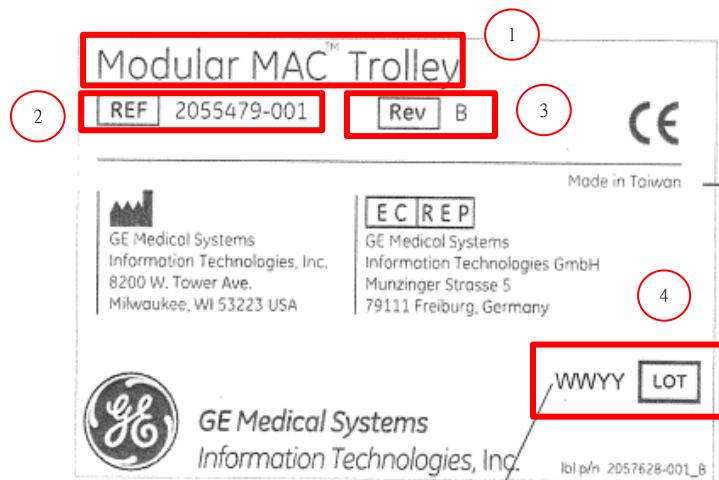 1
Modular MAC™ Trolley
2
REF 2055479-001
Rev B
3
CE
Made in Taiwan
GE Medical Systems
Information Technologies, Inc.
8200 W. Tower Ave.
Milwaukee, WI 53223 USA
EC REP
GE Medical Systems
Information Technologies GmbH
Munzinger Strasse 5
79111 Freiburg, Germany
4
WWYY LOT
GE
GE Medical Systems
Information Technologies, Inc.
lbl p/n 2057628-001_B